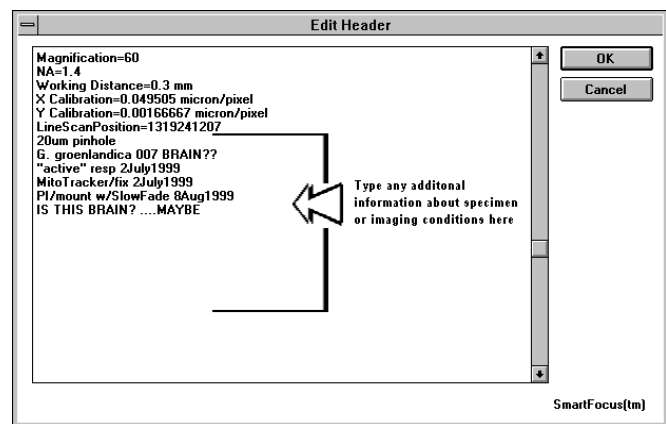 Edit Header
Magnification=60
NA=1.4
Working Distance=0.3 mm
X Calibration=0.049505 micron/pixel
Y Calibration=0.00166667 micron/pixel
LineScanPosition=1319241207
20um pinhole
G. groenlandica 007 BRAIN??
"active" resp 2July1999
MitoTracker/fix 2July1999
PI/mount w/SlowFade 8Aug1999
IS THIS BRAIN? ....MAYBE
Type any additonal
information about specimen
or imaging conditions here
OK
Cancel
SmartFocus(tm)